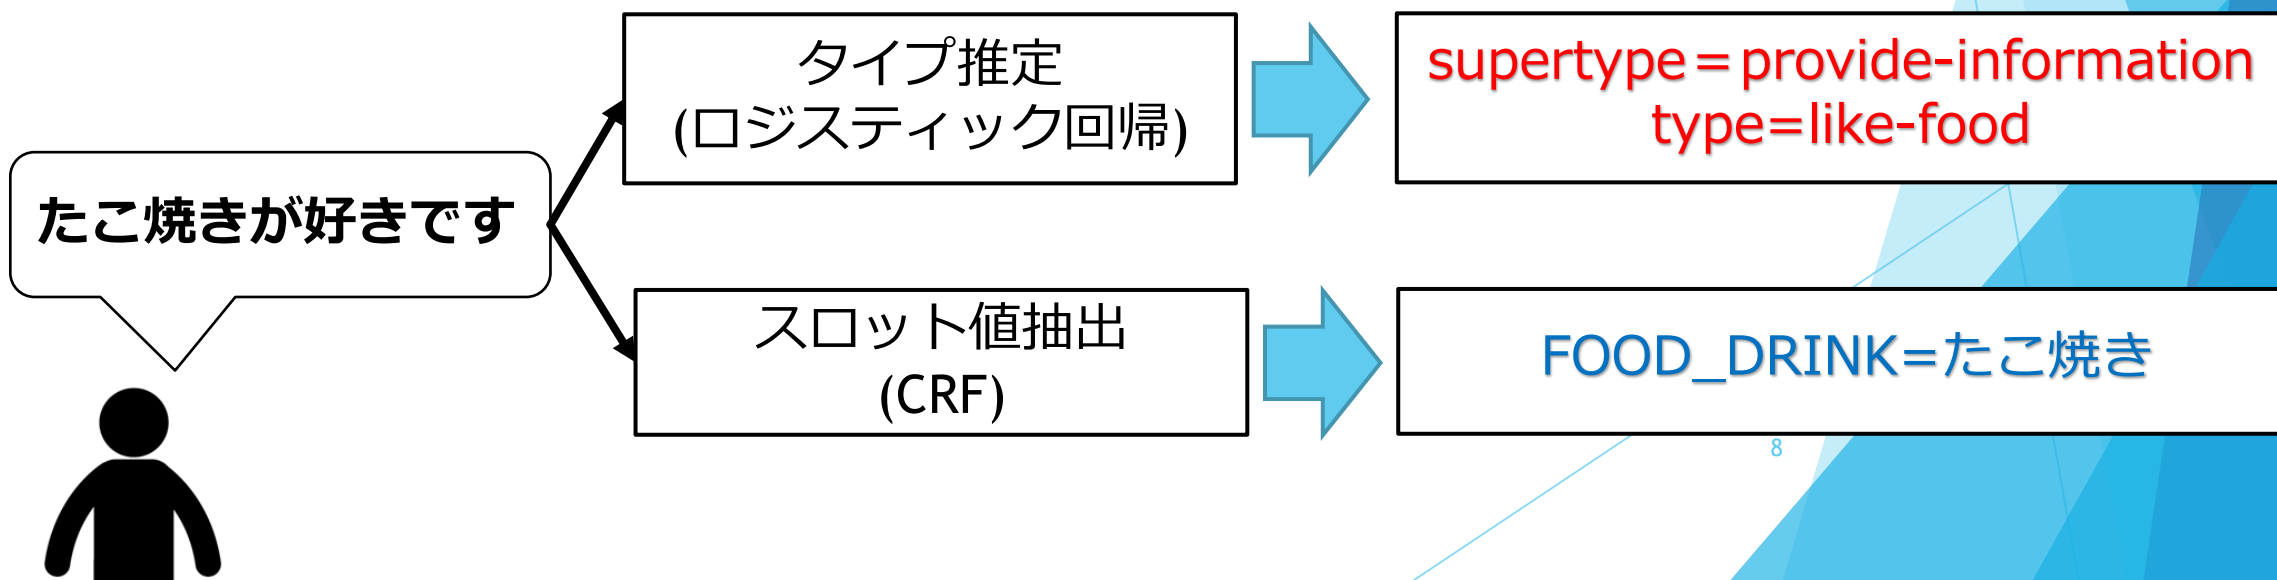 たこ焼きが好きです
タイプ推定
(ロジスティック回帰)
supertype＝provide-information
type=like-food
スロット値抽出
(CRF)
FOOD_DRINK=たこ焼き
8